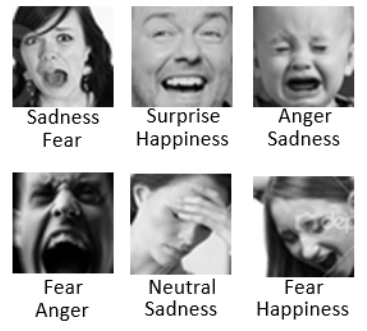 Sadness
Fear
Surprise
Happiness
Anger
Sadness
Fear
Anger
Neutral
Sadness
Fear
Happiness